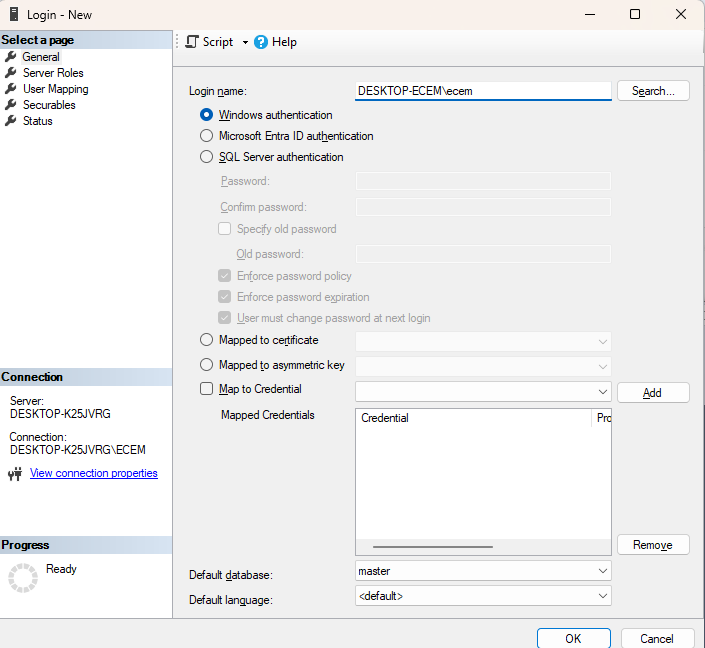 Login - New
Select a page
General
Server Roles
User Mapping
Securables
Status
Script
Help
Login name:
DESKTOP-ECEM\ecem
Search...
Windows authentication
Microsoft Entra ID authentication
SQL Server authentication
Password:
Confirm password:
Specify old password
Old password:
Enforce password policy
Enforce password expiration
User must change password at next login
Mapped to certificate
Mapped to asymmetric key
Map to Credential
Add
Mapped Credentials
Credential
Pro
Remove
Default database:
master
Default language:
<default>
Connection
Server:
DESKTOP-K25JVRG
Connection:
DESKTOP-K25JVRG\ECEM
View connection properties
Progress
Ready
OK
Cancel